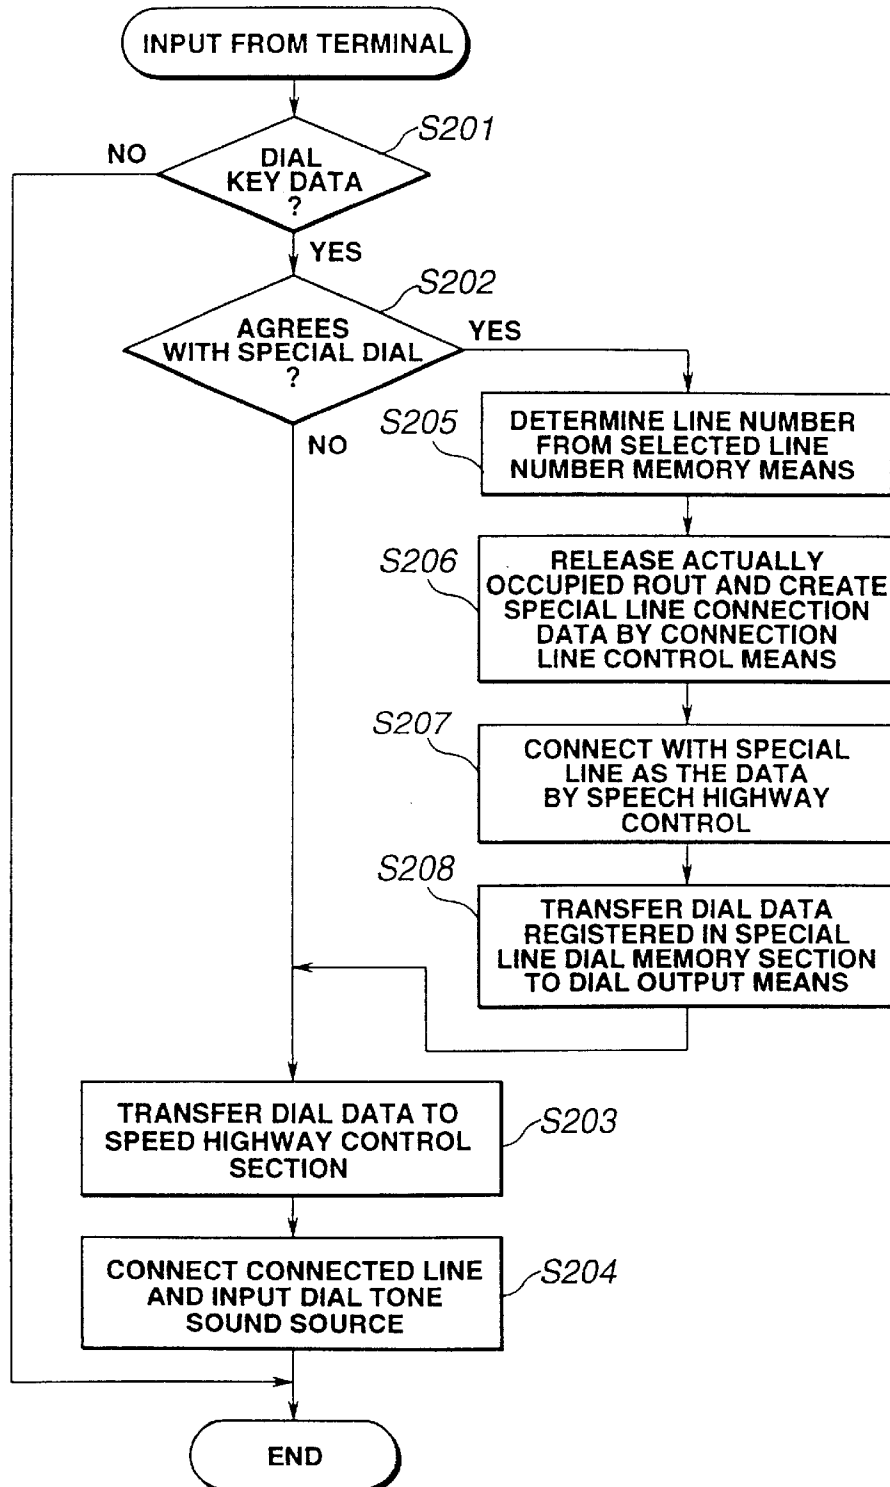 INPUT FROM TERMINAL
S201
NO
DIAL
KEY DATA
?
YES
S202
AGREES
WITH SPECIAL DIAL
?
YES
NO
S205
DETERMINE LINE NUMBER
FROM SELECTED LINE
NUMBER MEMORY MEANS
S206
RELEASE ACTUALLY
OCCUPIED ROUT AND CREATE
SPECIAL LINE CONNECTION
DATA BY CONNECTION
LINE CONTROL MEANS
S207
CONNECT WITH SPECIAL
LINE AS THE DATA
BY SPEECH HIGHWAY
CONTROL
S208
TRANSFER DIAL DATA
REGISTERED IN SPECIAL
LINE DIAL MEMORY SECTION
TO DIAL OUTPUT MEANS
TRANSFER DIAL DATA TO
SPEED HIGHWAY CONTROL
SECTION
S203
CONNECT CONNECTED LINE
AND INPUT DIAL TONE
SOUND SOURCE
S204
END